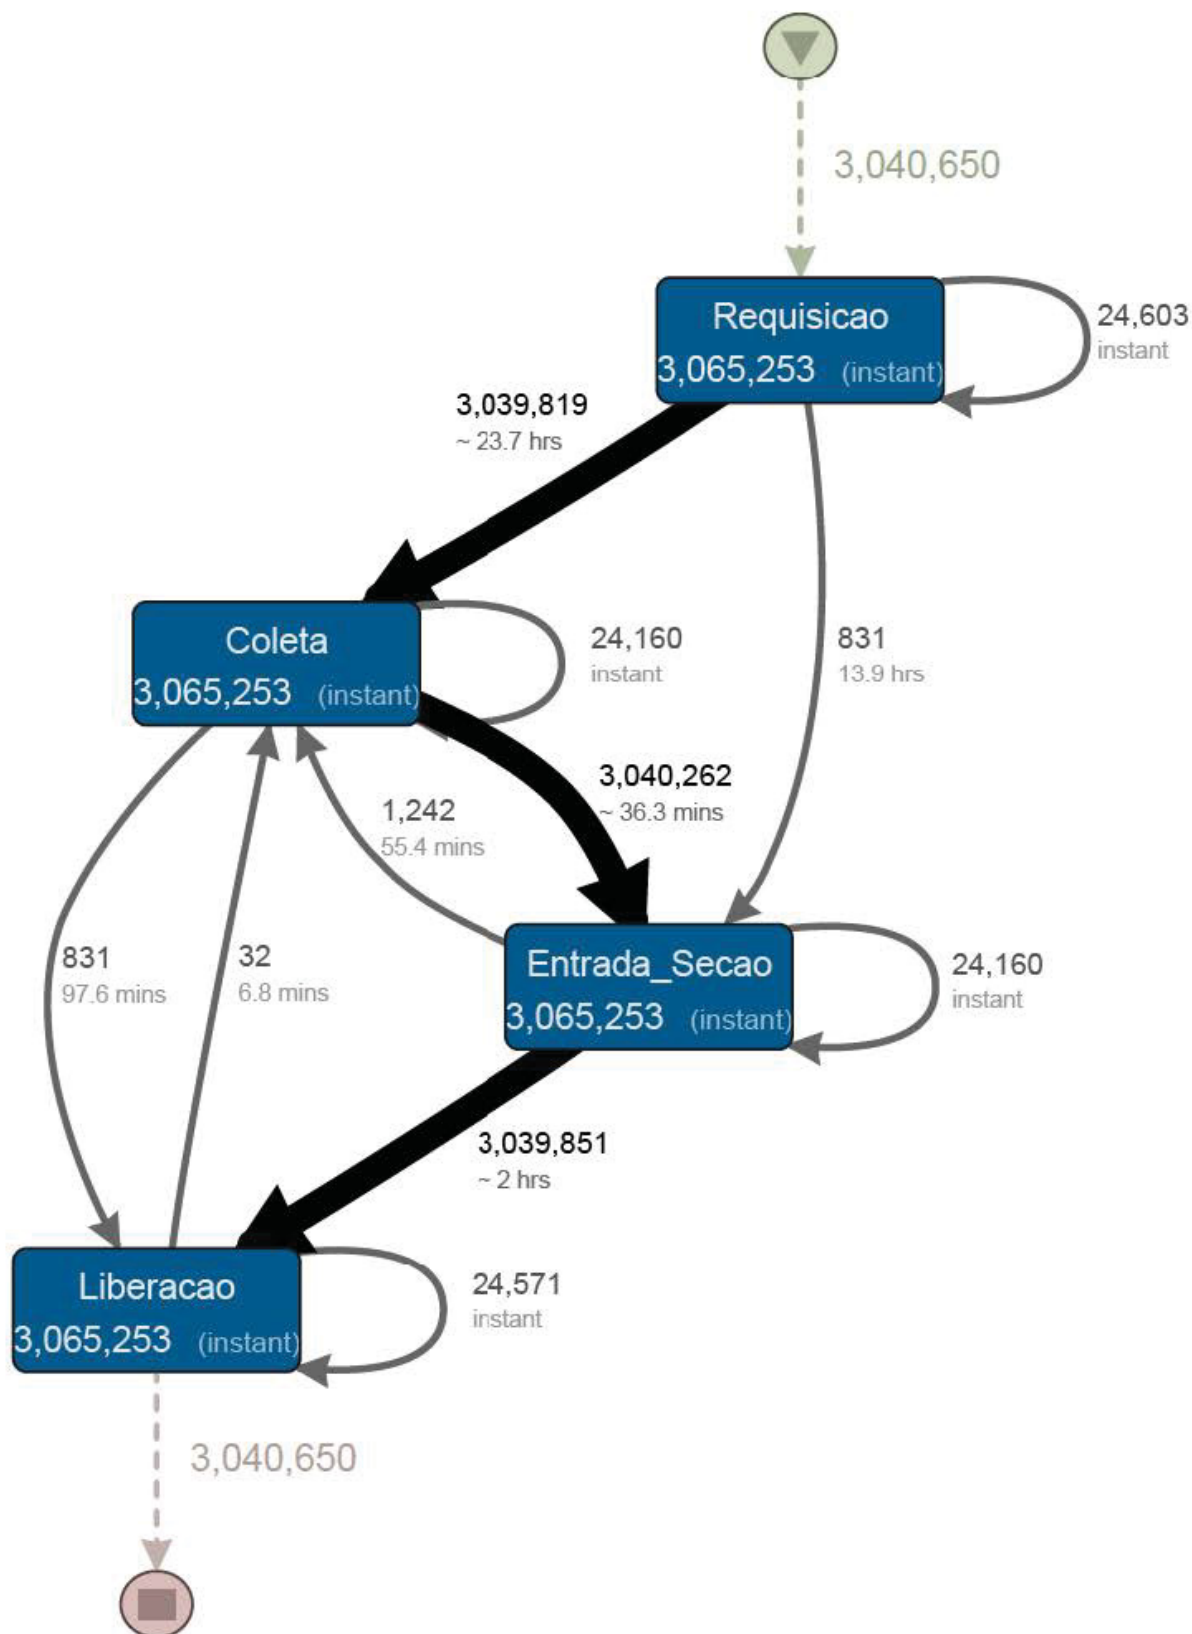 3,040,650
Requisicao
3,065,253 (instant)
24,603
instant
3,039,819
~ 23.7 hrs
Coleta
3,065,253 (instant)
24,160
instant
831
13.9 hrs
3,040,262
~ 36.3 mins
1,242
55.4 mins
831
97.6 mins
32
6.8 mins
Entrada_Secao
3,065,253 (instant)
24,160
instant
3,039,851
~ 2 hrs
Liberacao
3,065,253 (instant)
24,571
instant
3,040,650